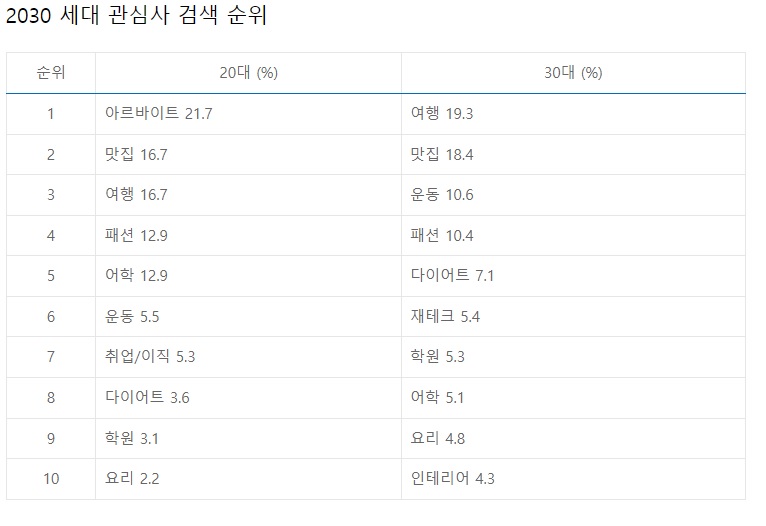 2030 세대 관심사 검색 순위
순위 20대 (%) 30대 (%)
1 아르바이트 21.7 여행 19.3
2 맛집 16.7 맛집 18.4
3 여행 16.7 운동 10.6
4 패션 12.9 패션 10.4
5 어학 12.9 다이어트 7.1
6 운동 5.5 재테크 5.4
7 취업/이직 5.3 학원 5.3
8 다이어트 3.6 어학 5.1
9 학원 3.1 요리 4.8
10 요리 2.2 인테리어 4.3